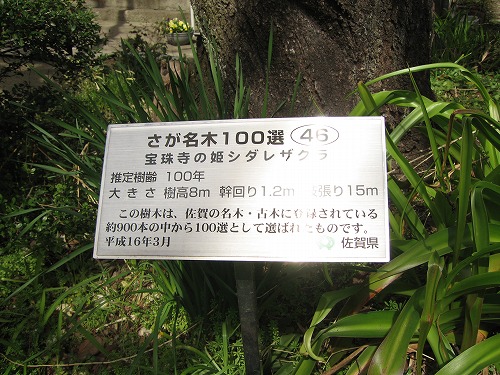 さが名木100選 46
宝珠寺の姫シダレザクラ
推定樹齢 100年
大きさ 樹高8m 幹回り1.2m 張り15m
この樹木は、佐賀の名木・古木に登録されている
約900本の中から100選として選ばれたものです。
平成16年3月 佐賀県